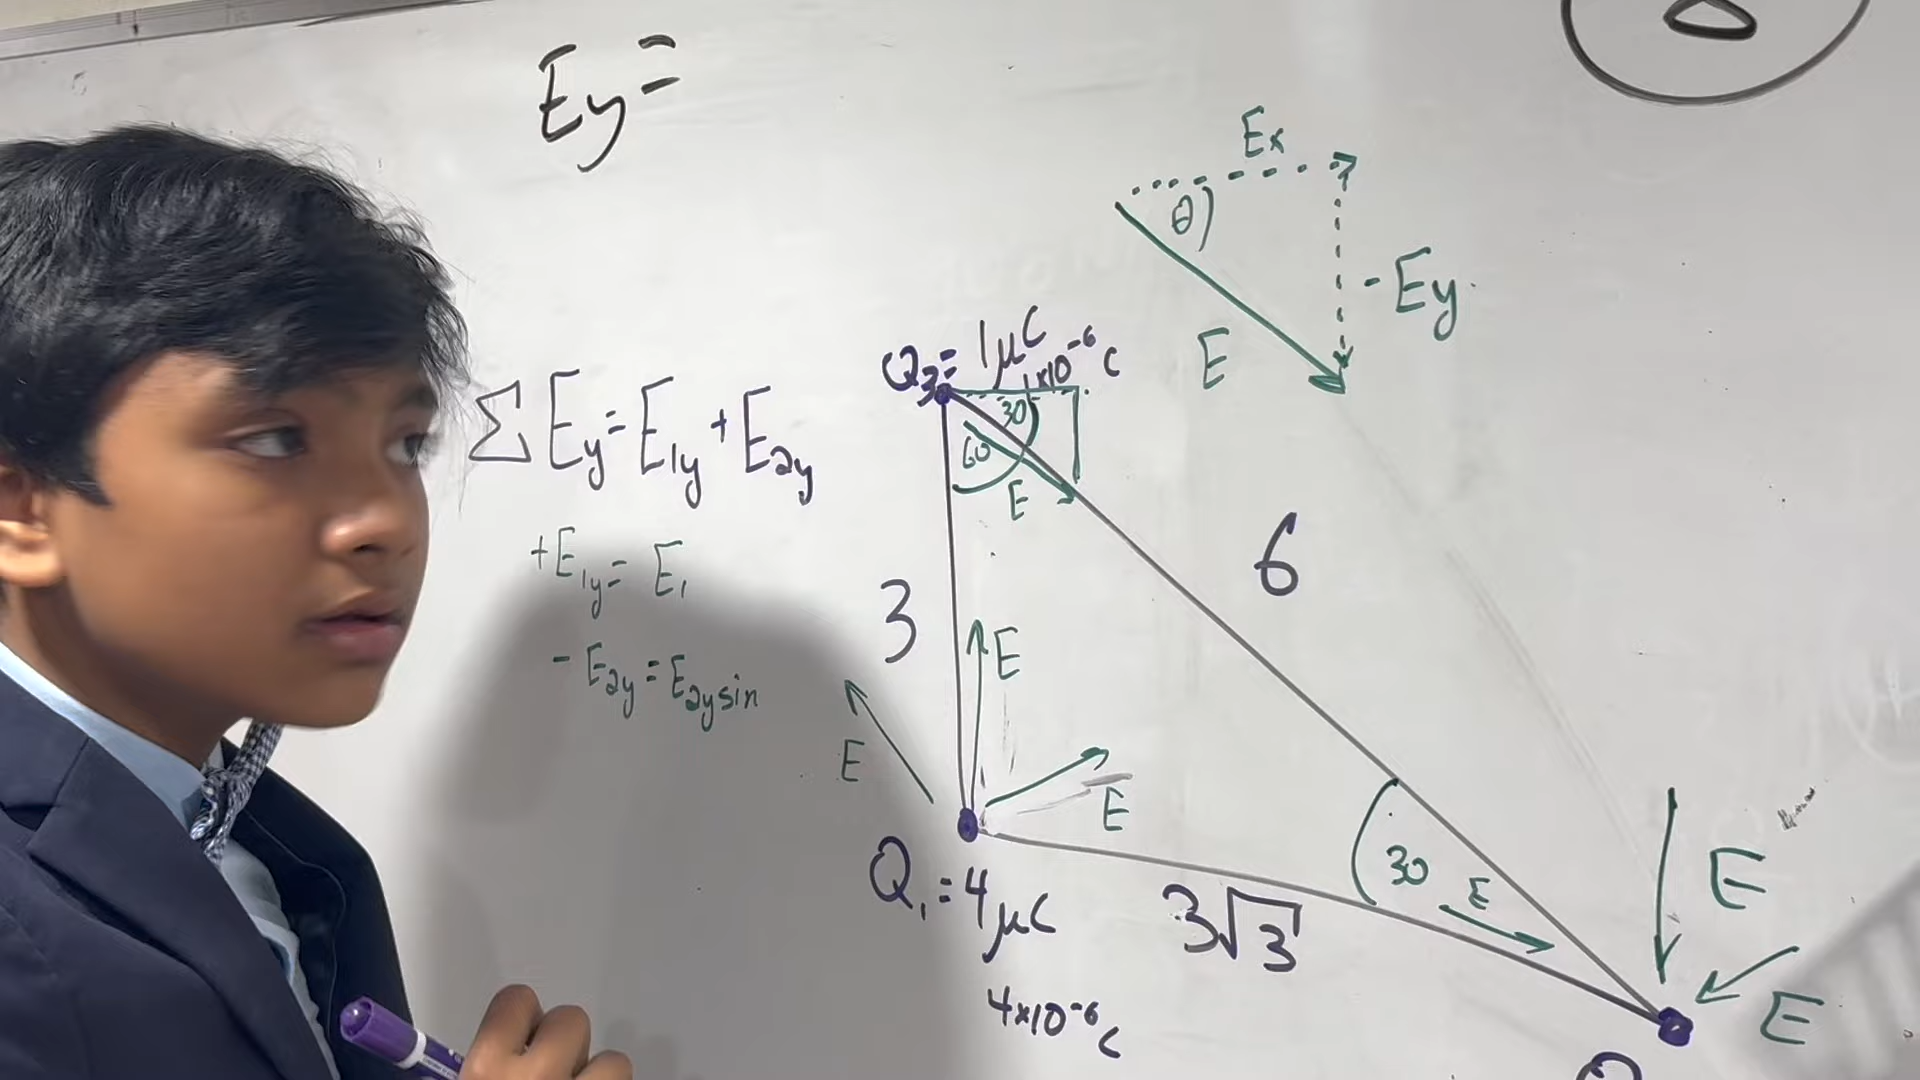 Ey=
Ex
θ
-Ey
E
Q3= 1μC
1x10⁻⁶ C
30
60
E
ΣEy=E1y+E2y
+E1y= E1
-E2y=E2ysin
3
6
E
E
E
Q1=4μC
4x10⁻⁶C
3√3
30
E
E
E